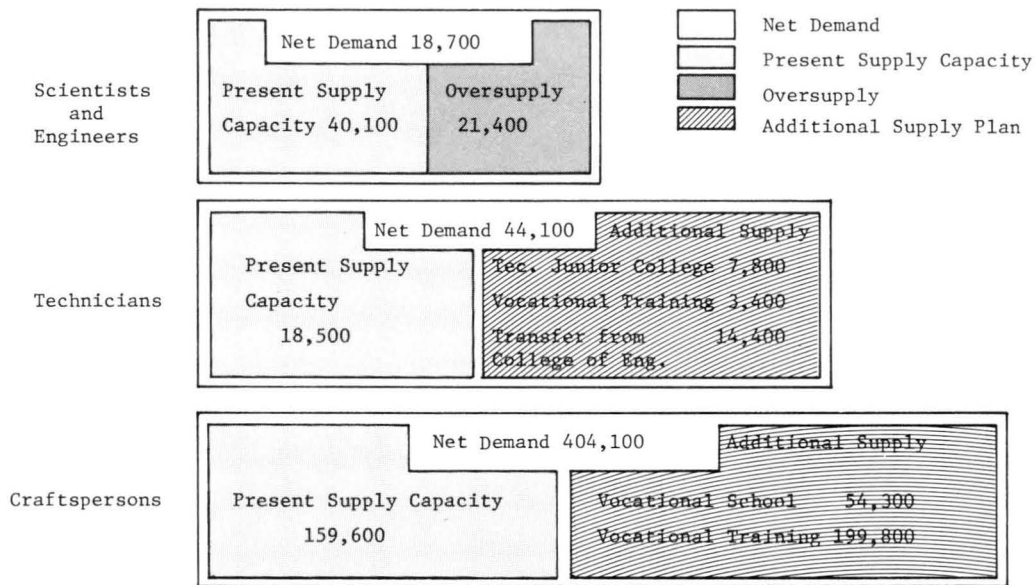 Scientists
and
Engineers
Net Demand 18,700
Present Supply
Capacity 40,100
Oversupply
21,400
Net Demand
Present Supply Capacity
Oversupply
Additional Supply Plan
Technicians
Net Demand 44,100
Present Supply
Capacity
18,500
Additional Supply
Tec. Junior College 7,800
Vocational Training 3,400
Transfer from 14,400
College of Eng.
Craftspersons
Net Demand 404,100
Present Supply Capacity
159,600
Additional Supply
Vocational School 54,300
Vocational Training 199,800